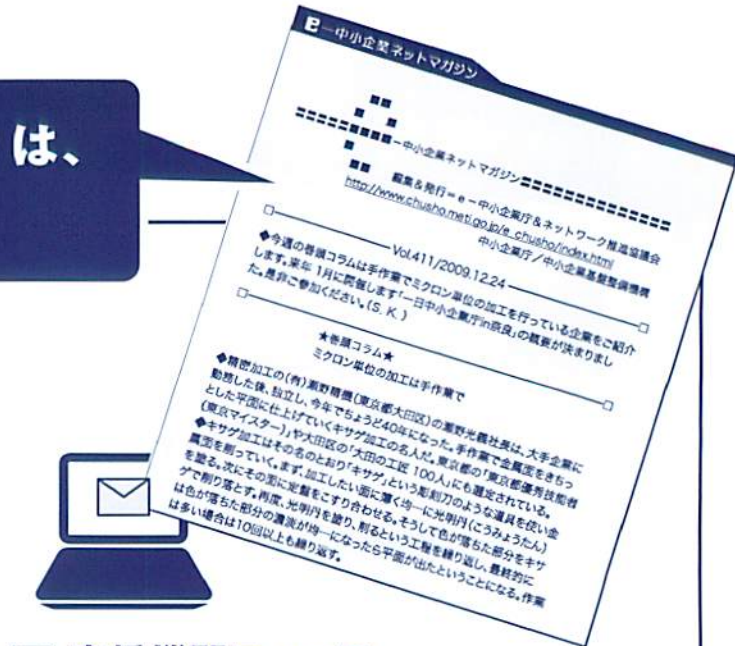 は、
e-中小企業ネットマガジン
-中小企業ネットマガジン
編集&発行=e-中小企業庁&ネットワーク推進協議会
http://www.chusho.meti.go.jp/e_chusho/index.html
中小企業庁/中小企業基盤整備機構
Vol.411/2009.12.24
◆今週の巻頭コラムは手作業でミクロン単位の加工を行っている企業をご紹介
します。来年 1月に開催します「一日中小企業庁in奈良」の概要が決まりまし
た。是非ご参加ください。(S. K. )
★巻頭コラム★
ミクロン単位の加工は手作業で
◆精密加工の(有)瀬野精機(東京都大田区)の瀬野光義社長は、大手企業に
勤務した後、独立し、今年でちょうど40年になった。手作業で金属面をきちっ
とした平面に仕上げていくキサゲ加工の名人だ。東京都の「東京都優秀技能者
(東京マイスター)」や大田区の「大田の工匠 100人」にも選定されている。
◆キサゲ加工はその名のとおり「キサゲ」という彫刻刀のような道具を使い金
属面を削っていく。まず、加工したい面に薄く均一に光明丹(こうみょうたん)
を塗る。次にその面に定盤をこすり合わせる。そうして色が落ちた部分をキサ
ゲで削り落とす。再度、光明丹を塗り、削るという工程を繰り返し、最終的に
は色が落ちた部分の濃淡が均一になったら平面が出たということになる。作業
は多い場合は10回以上も繰り返す。